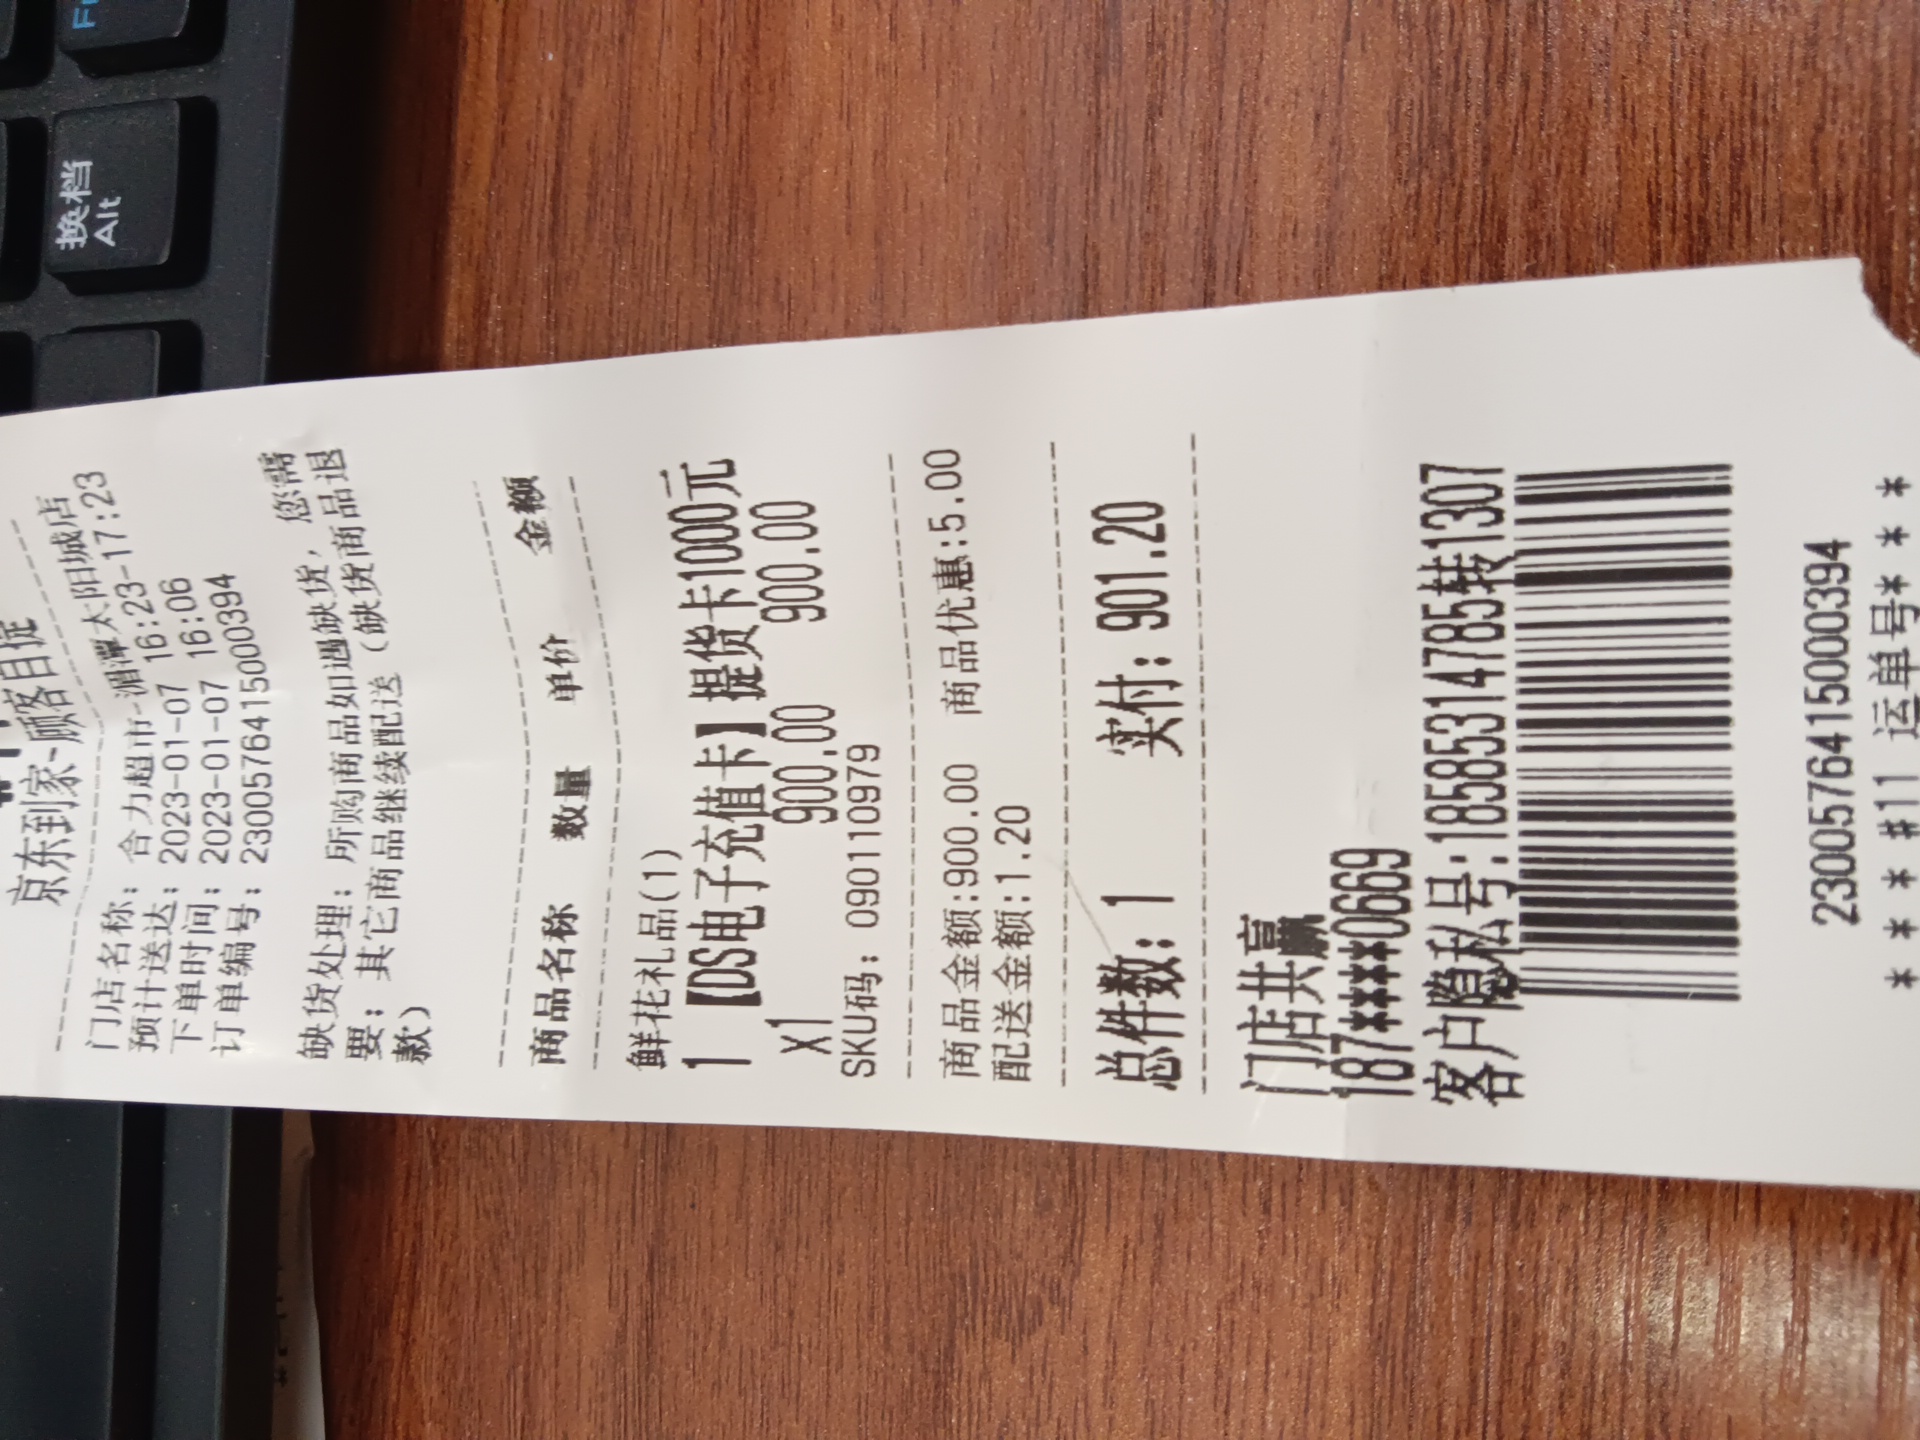 京东到家-顾客自提
门店名称: 合力超市-湄潭太阳城店
预计送达: 2023-01-07 16:23-17:23
下单时间: 2023-01-07 16:06
订单编号: 2300576415000394
缺货处理: 所购商品如遇缺货, 您需
要: 其它商品继续配送 (缺货商品退
款)
商品名称 数量 单价 金额
鲜花礼品(1)
1 【DS电子充值卡】提货卡1000元
X1 900.00 900.00
SKU码: 0901110979
商品金额:900.00 商品优惠:5.00
配送金额:1.20
总件数: 1 实付: 901.20
门店共赢
187****0669
客户隐私号:18585314785转1307
2300576415000394
* * * #11 运单号* * *
换档
Alt